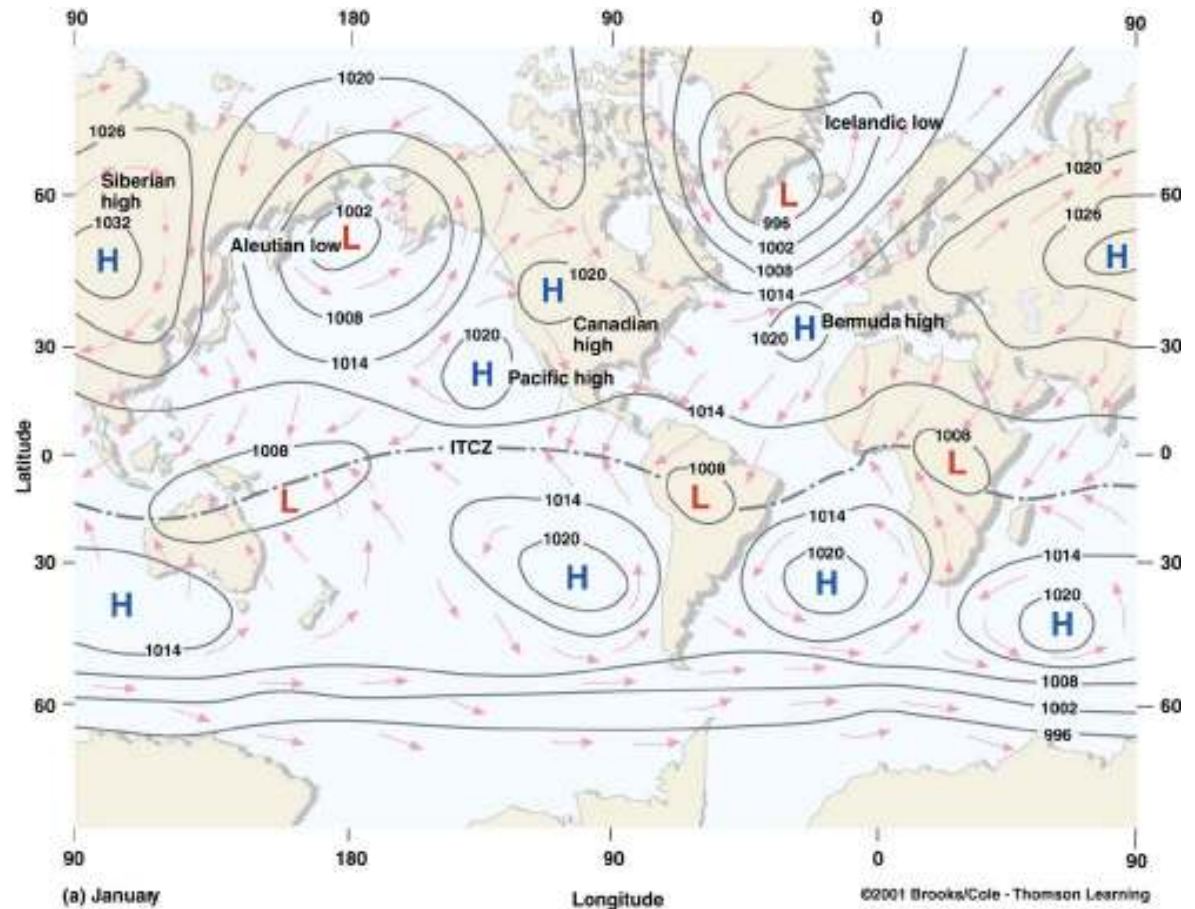 90 180 90 0 90
1020
1026
Icelandic low
Siberian
high
1020
60
60
1002
L
996
1032
1026
Aleutian low
L
1002
H
H
1020
1008
H
1014
1008
Canadian
high
1020
H
Bermuda high
1020
30
1014
30
H
Pacific high
1014
Latitude
0
1008
ITCZ
1008
1008
0
L
L
L
1014
1014
30
1020
1020
1014
30
H
H
H
1020
H
1014
1008
60
1002
60
996
90 180 90 0 90
(a) January
Longitude
©2001 Brooks/Cole - Thomson Learning